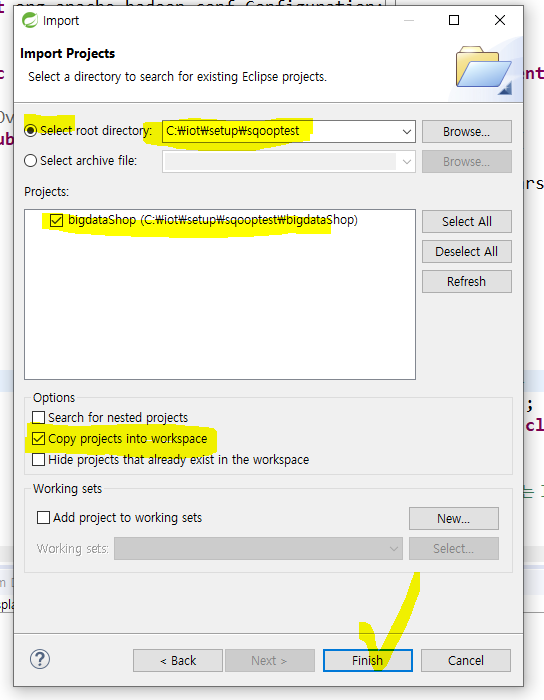 Import
Import Projects
Select a directory to search for existing Eclipse projects.
Select root directory:
C:₩iot₩setup₩sqooptest
Browse...
Select archive file:
Browse...
Projects:
bigdataShop (C:₩iot₩setup₩sqooptest₩bigdataShop)
Select All
Deselect All
Refresh
Options
Search for nested projects
Copy projects into workspace
Hide projects that already exist in the workspace
Working sets
Add project to working sets
New...
Working sets:
Select...
?
< Back
Next >
Finish
Cancel